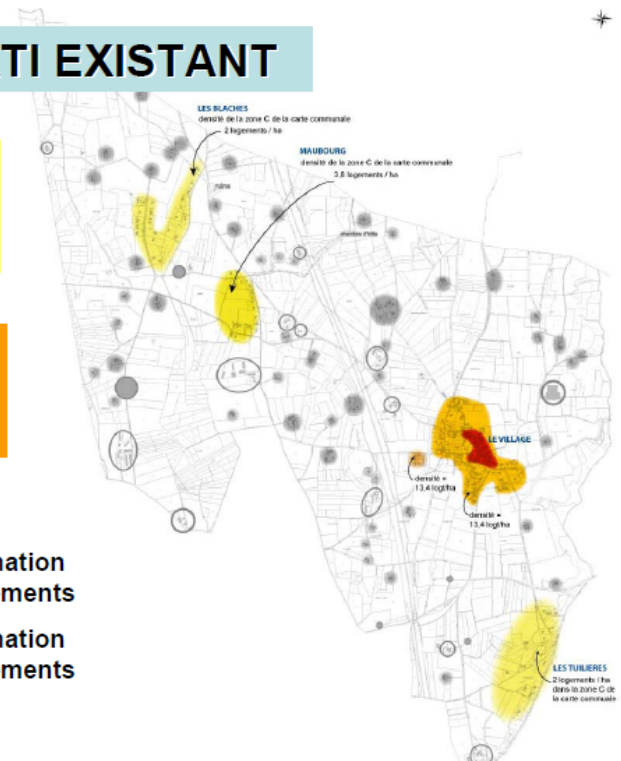 TI EXISTANT
LES BLACHES
densité de la zone C de la carte communale
2 logements / ha
MAUBOURG
densité de la zone C de la carte communale
3,8 logements / ha
LE VILLAGE
densité =
13,4 logt/ha
densité =
13,4 logt/ha
nation
ments
nation
ments
LES TUILIERES
2 logements / ha
dans la zone C de
la carte communale